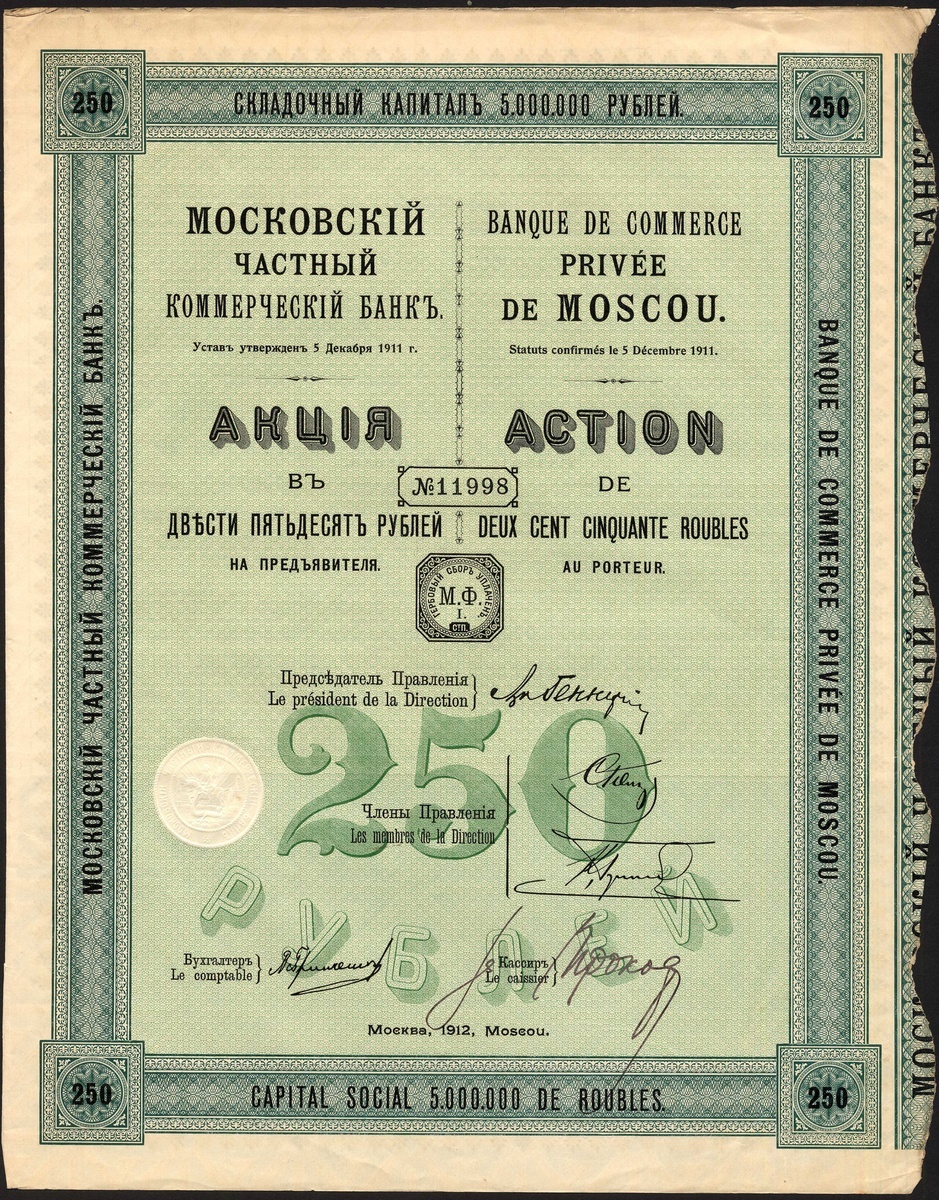 250
СКЛАДОЧНЫЙ КАПИТАЛЪ 5.000.000 РУБЛЕЙ.
250
МОСКОВСКІЙ ЧАСТНЫЙ КОММЕРЧЕСКІЙ БАНКЪ.
МОСКОВСКІЙ
ЧАСТНЫЙ
КОММЕРЧЕСКІЙ БАНКЪ.
Уставъ утвержденъ 5 Декабря 1911 г.
АКЦІЯ
ВЪ
ДВѢСТИ ПЯТЬДЕСЯТЪ РУБЛЕЙ
НА ПРЕДЪЯВИТЕЛЯ.
BANQUE DE COMMERCE
PRIVÉE
DE MOSCOU.
Statuts confirmés le 5 Décembre 1911.
ACTION
DE
DEUX CENT CINQUANTE ROUBLES
AU PORTEUR.
№11998
ГЕРБОВЫЙ СБОРЪ УПЛАЧЕНЪ.
М.Ф.
I.
СТП.
Предсѣдатель Правленія
Le président de la Direction
250
Члены Правленія
Les membres de la Direction
РУБЛЕЙ
Бухгалтеръ
Le comptable
Кассиръ
Le caissier
Москва, 1912, Moscou.
BANQUE DE COMMERCE PRIVÉE DE MOSCOU.
250
CAPITAL SOCIAL 5.000.000 DE ROUBLES.
250